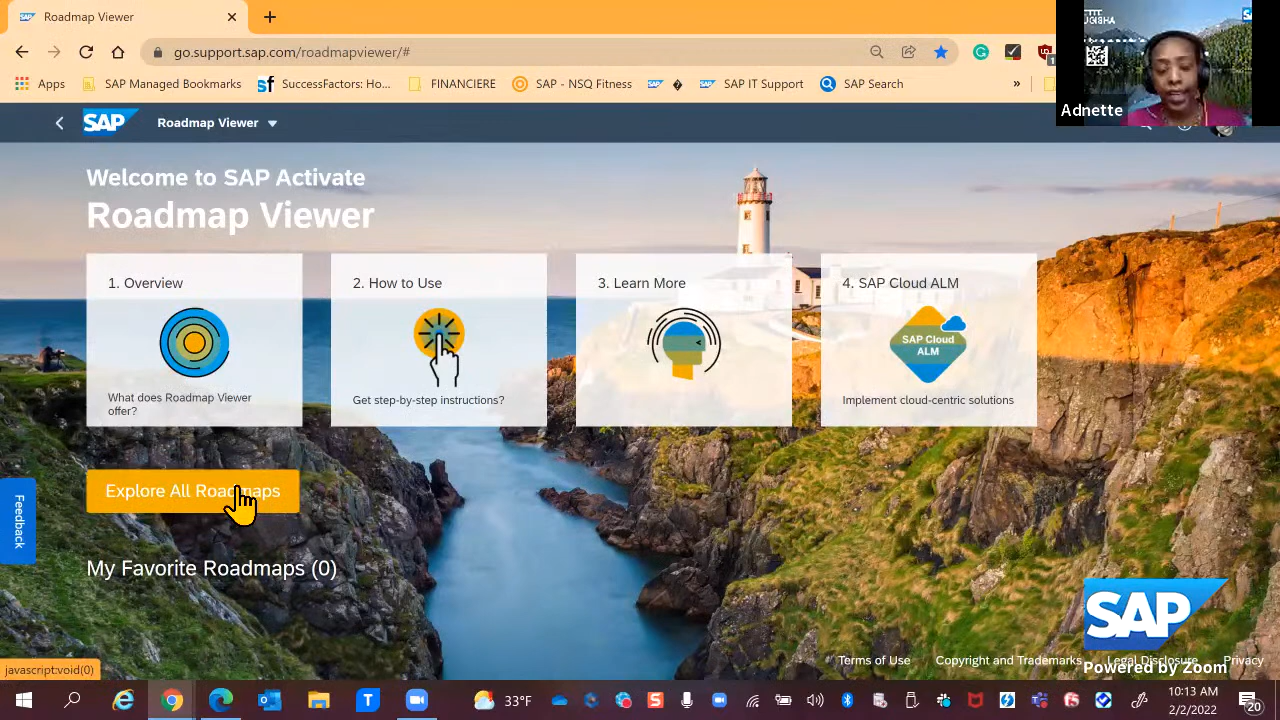 SAP Roadmap Viewer
go.support.sap.com/roadmapviewer/#
Apps SAP Managed Bookmarks SuccessFactors: Ho... FINANCIERE SAP - NSQ Fitness SAP IT Support SAP Search »
Adnette
SAP Roadmap Viewer
Welcome to SAP Activate
Roadmap Viewer
1. Overview
What does Roadmap Viewer
offer?
2. How to Use
Get step-by-step instructions?
3. Learn More
4. SAP Cloud ALM
SAP Cloud
ALM
Implement cloud-centric solutions
Explore All Roadmaps
Feedback
My Favorite Roadmaps (0)
SAP
Terms of Use Copyright and Trademarks Legal Disclosure Privacy
Powered by Zoom
javascript:void(0)
33°F
10:13 AM
2/2/2022
20